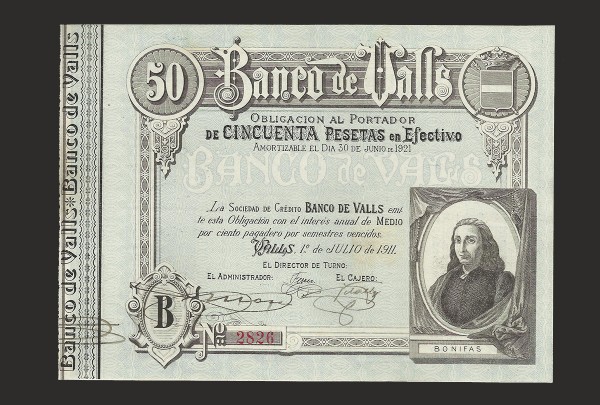 Banco de Valls * Banco de Valls
50
Banco de Valls
OBLIGACION AL PORTADOR
DE CINCUENTA PESETAS en Efectivo
AMORTIZABLE EL DIA 30 DE JUNIO DE 1921
BANCO DE VALLS
La SOCIEDAD DE CRÉDITO BANCO DE VALLS emi-
te esta Obligación con el interés anual de MEDIO
por ciento pagadero por semestres vencidos.
VALLS, 1º de JULIO de 1911.
EL DIRECTOR DE TURNO:
EL ADMINISTRADOR: EL CAJERO:
B
No 2826
BONIFAS